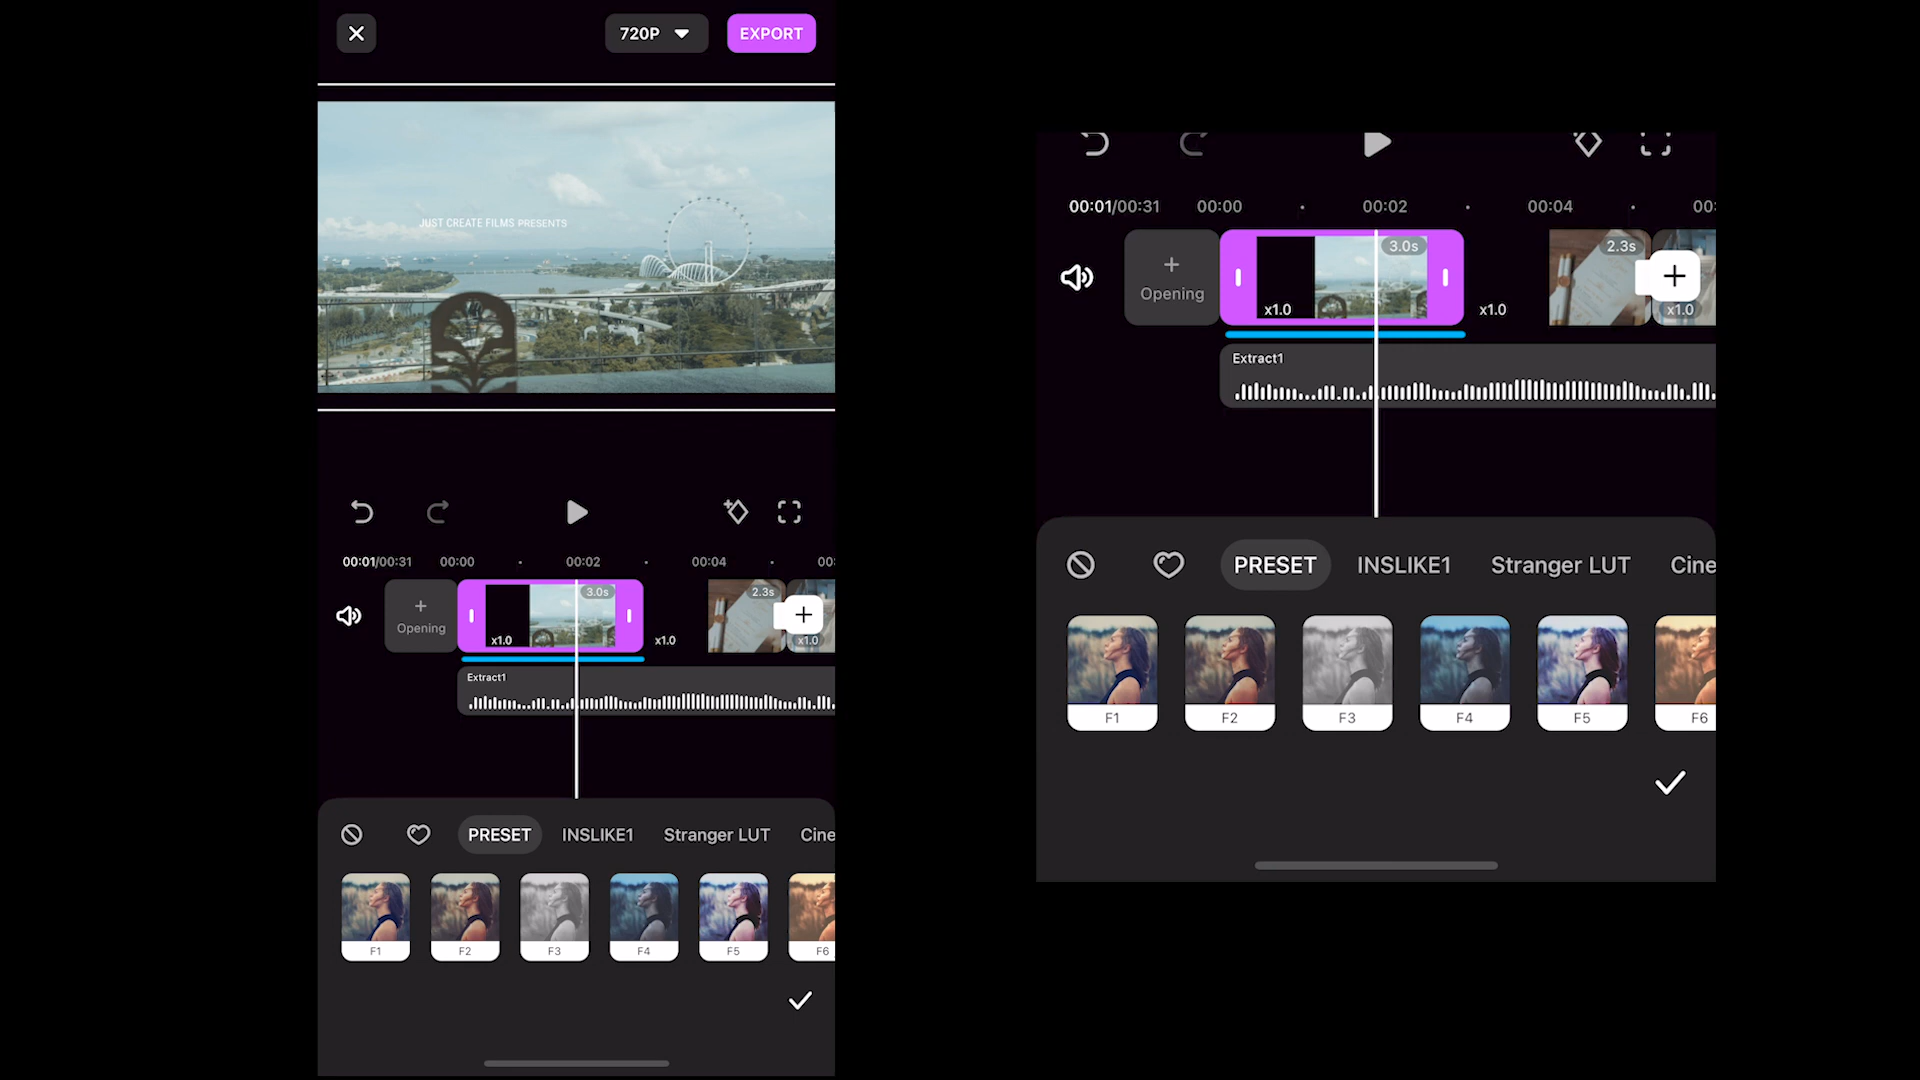 720P
EXPORT
JUST CREATE FILMS PRESENTS
00:01/00:31 00:00 00:02 00:04 00:
Opening
3.0s
x1.0
x1.0
2.3s
x1.0
Extract1
PRESET INSLIKE1 Stranger LUT Cine
F1 F2 F3 F4 F5 F6
00:01/00:31 00:00 00:02 00:04 00:
Opening
3.0s
x1.0
x1.0
2.3s
x1.0
Extract1
PRESET INSLIKE1 Stranger LUT Cine
F1 F2 F3 F4 F5 F6